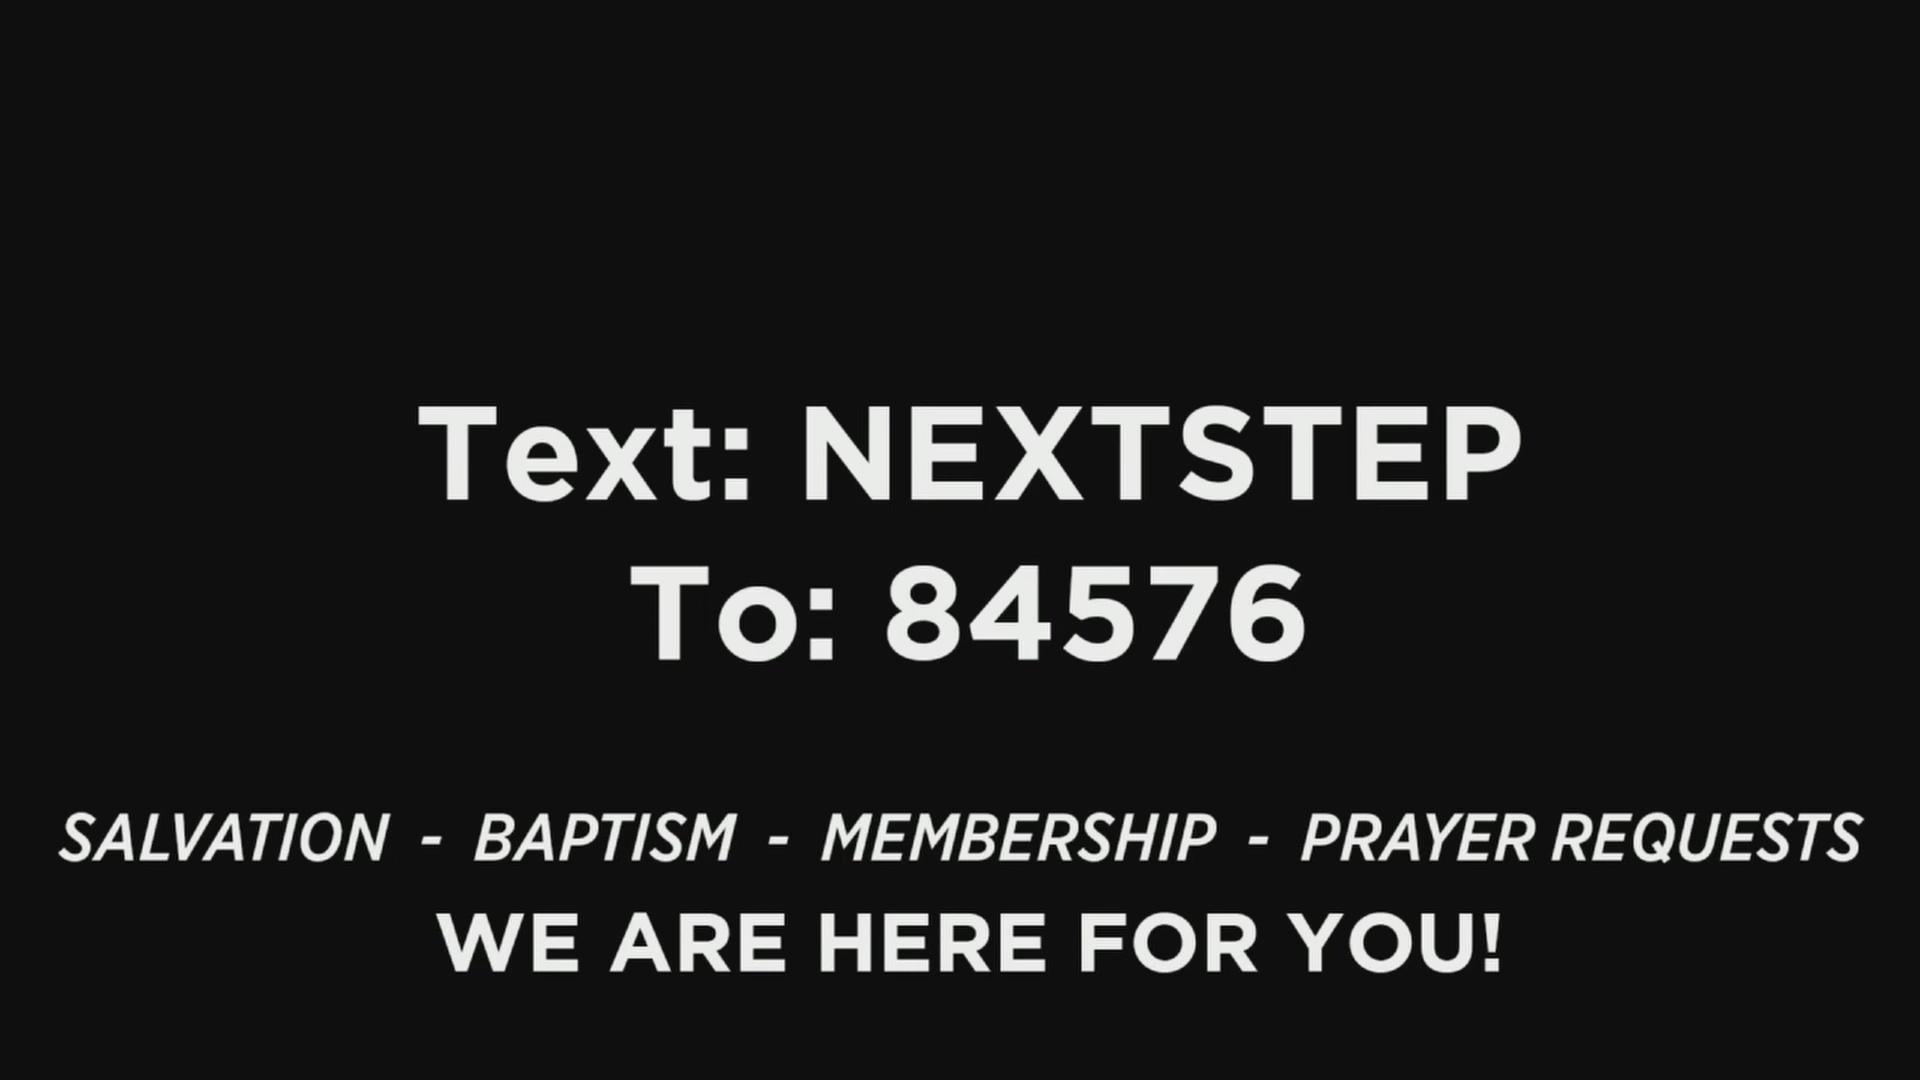 Text: NEXTSTEP
To: 84576
SALVATION - BAPTISM - MEMBERSHIP - PRAYER REQUESTS
WE ARE HERE FOR YOU!